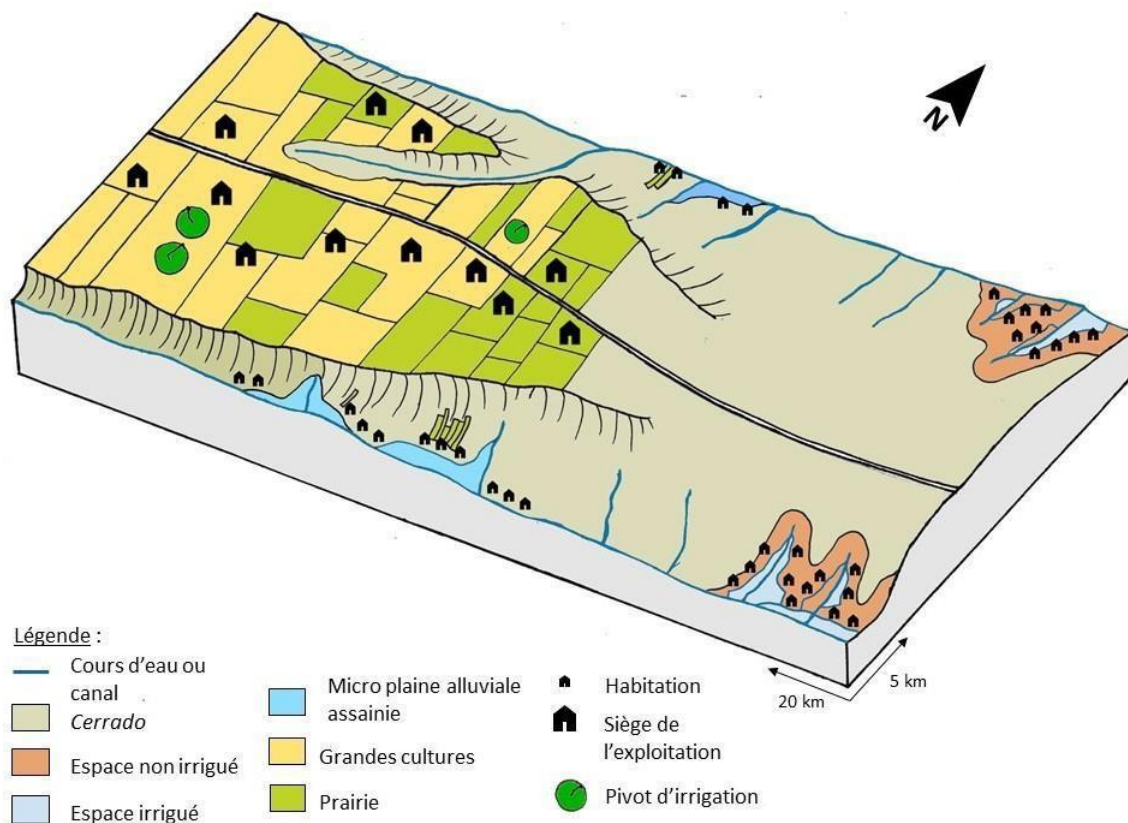 N
Légende :
Cours d'eau ou
canal
Cerrado
Espace non irrigué
Espace irrigué
Micro plaine alluviale
assainie
Grandes cultures
Prairie
Habitation
Siège de
l'exploitation
Pivot d'irrigation
20 km
5 km